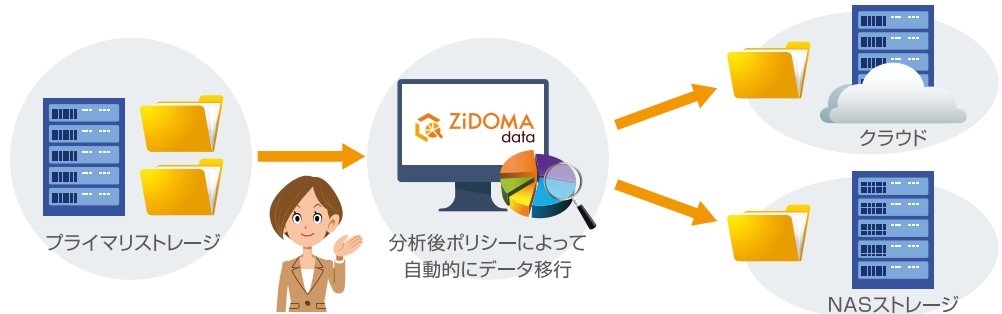 プライマリストレージ
ZiDOMA
data
分析後ポリシーによって
自動的にデータ移行
クラウド
NASストレージ